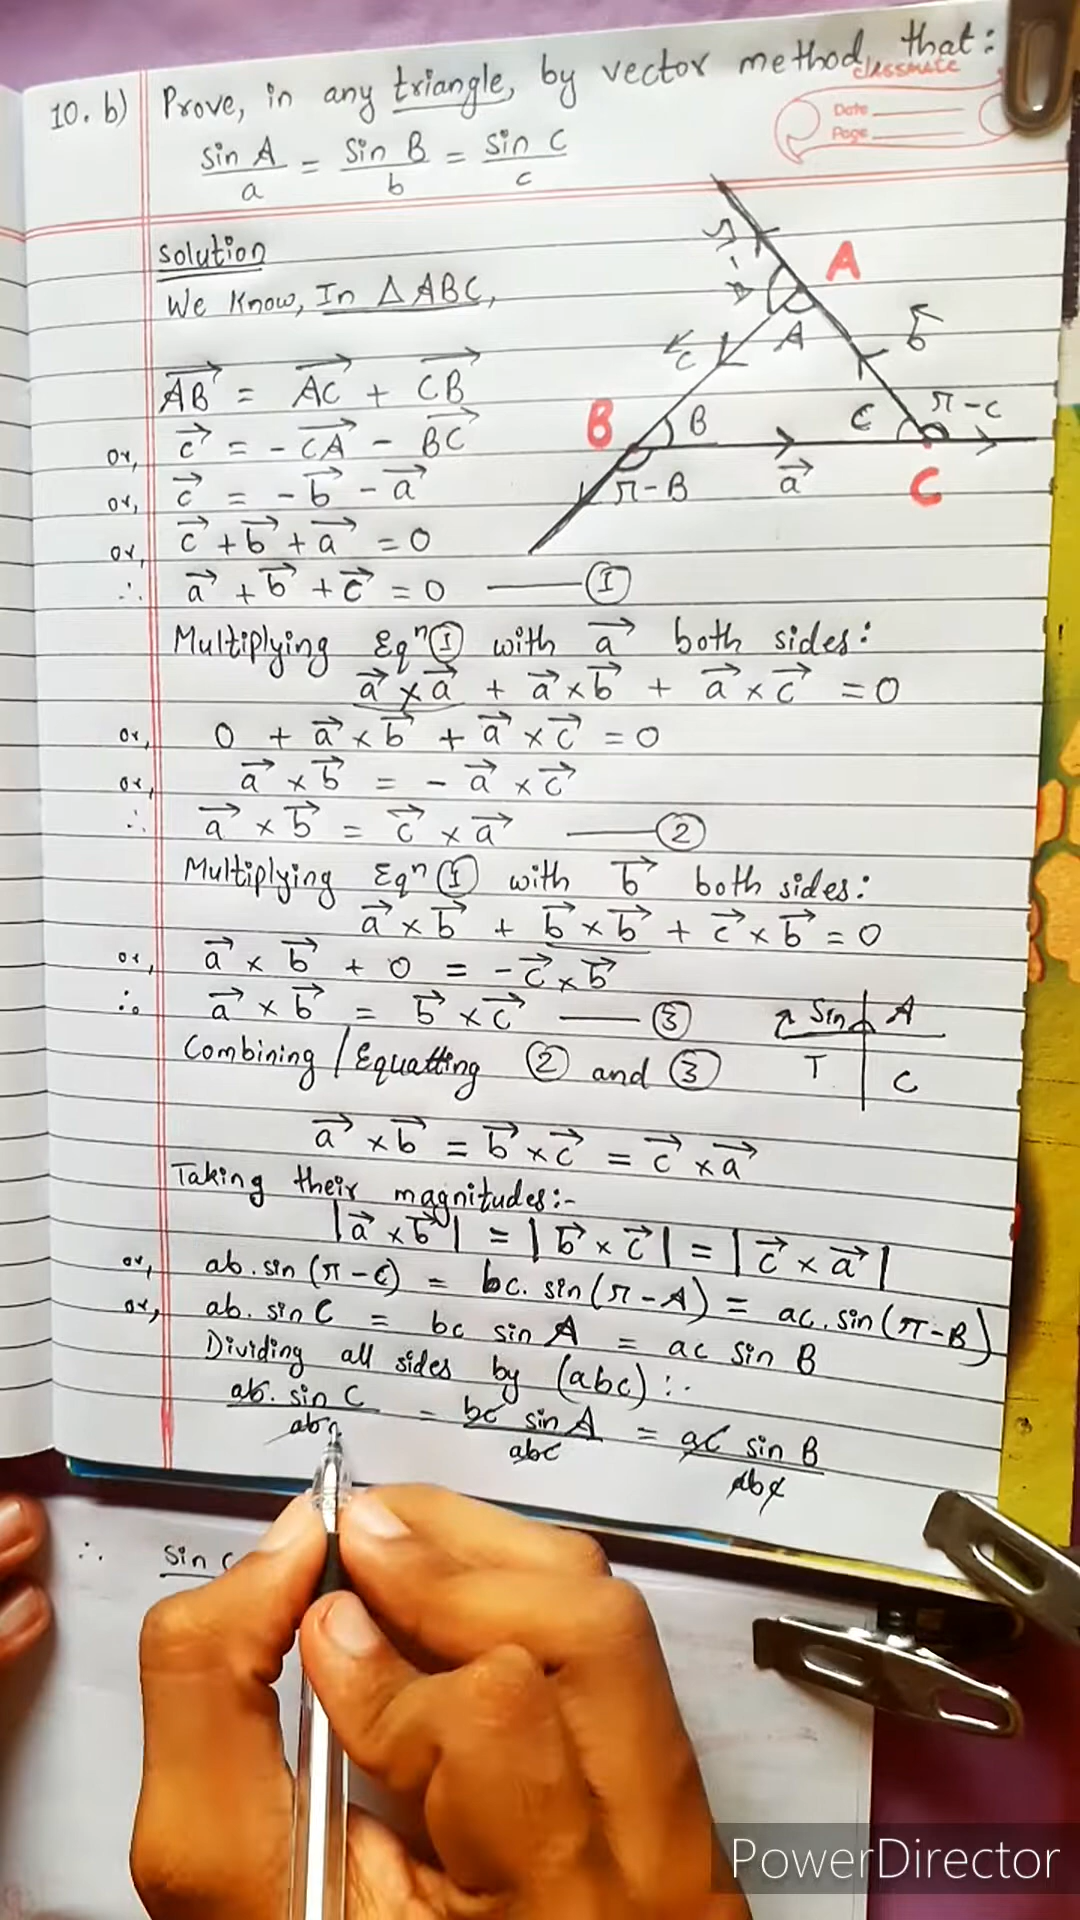 10. b) Prove, in any triangle, by vector method, that:
classmate
Date
Page
sin A/a = sin B/b = sin C/c
solution
We Know, In △ABC,
A
A
b⃗
c⃗
B
B
C
π-C
π-B
a⃗
C
AB⃗ = AC⃗ + CB⃗
or, c⃗ = -CA⃗ - BC⃗
or, c⃗ = -b⃗ - a⃗
or, c⃗ + b⃗ + a⃗ = 0
∴ a⃗ + b⃗ + c⃗ = 0 —— ①
Multiplying Eqⁿ ① with a⃗ both sides:
a⃗ × a⃗ + a⃗ × b⃗ + a⃗ × c⃗ = 0
or, 0 + a⃗ × b⃗ + a⃗ × c⃗ = 0
or, a⃗ × b⃗ = - a⃗ × c⃗
∴ a⃗ × b⃗ = c⃗ × a⃗ —— ②
Multiplying Eqⁿ ① with b⃗ both sides:
a⃗ × b⃗ + b⃗ × b⃗ + c⃗ × b⃗ = 0
or, a⃗ × b⃗ + 0 = -c⃗ × b⃗
∴ a⃗ × b⃗ = b⃗ × c⃗ —— ③
Sin A
T C
Combining / Equatting ② and ③
a⃗ × b⃗ = b⃗ × c⃗ = c⃗ × a⃗
Taking their magnitudes:-
|a⃗ × b⃗| = |b⃗ × c⃗| = |c⃗ × a⃗|
or, ab.sin(π-C) = bc.sin(π-A) = ac.sin(π-B)
or, ab.sin C = bc sin A = ac sin B
Dividing all sides by (abc):-
ab.sin C/ab = bc sin A/abc = ac sin B/abc
∴ sin C
PowerDirector